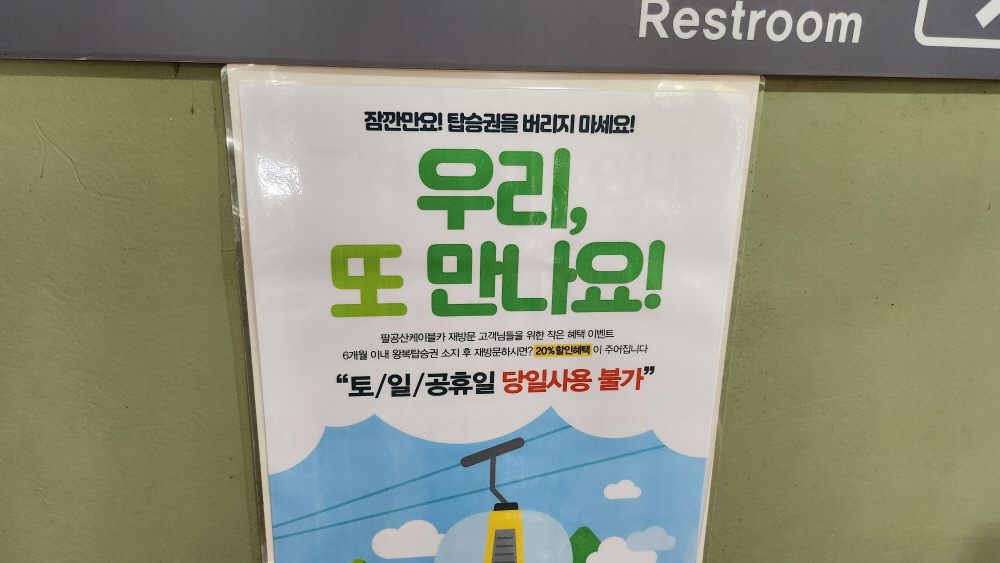 Restroom
잠깐만요! 탑승권을 버리지 마세요!
우리,
또 만나요!
팔공산케이블카 재방문 고객님들을 위한 작은 혜택 이벤트
6개월 이내 왕복탑승권 소지 후 재방문하시면? 20%할인혜택 이 주어집니다
“토/일/공휴일 당일사용 불가”